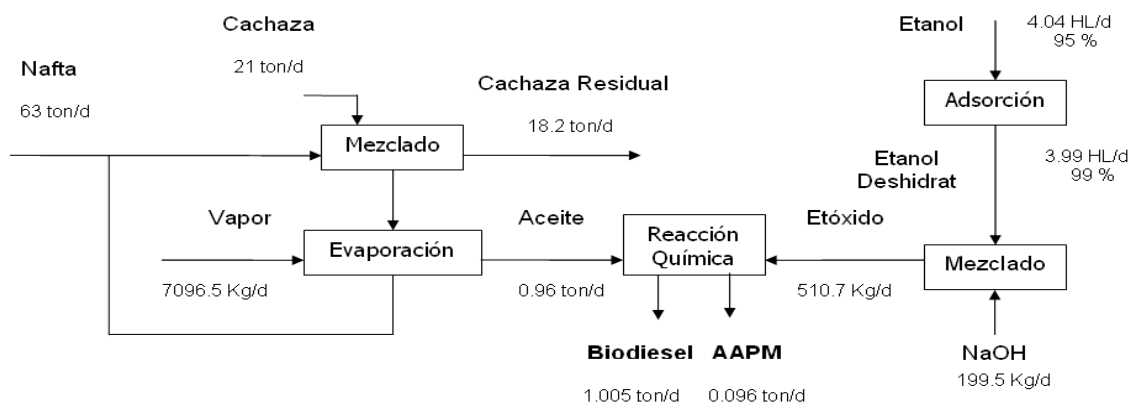 Cachaza
21 ton/d
Nafta
63 ton/d
Cachaza Residual
18.2 ton/d
Mezclado
Etanol
4.04 HL/d
95 %
Adsorción
Etanol
Deshidrat
3.99 HL/d
99 %
Vapor
7096.5 Kg/d
Evaporación
Aceite
0.96 ton/d
Reacción
Química
Etóxido
510.7 Kg/d
Mezclado
NaOH
199.5 Kg/d
Biodiesel
1.005 ton/d
AAPM
0.096 ton/d